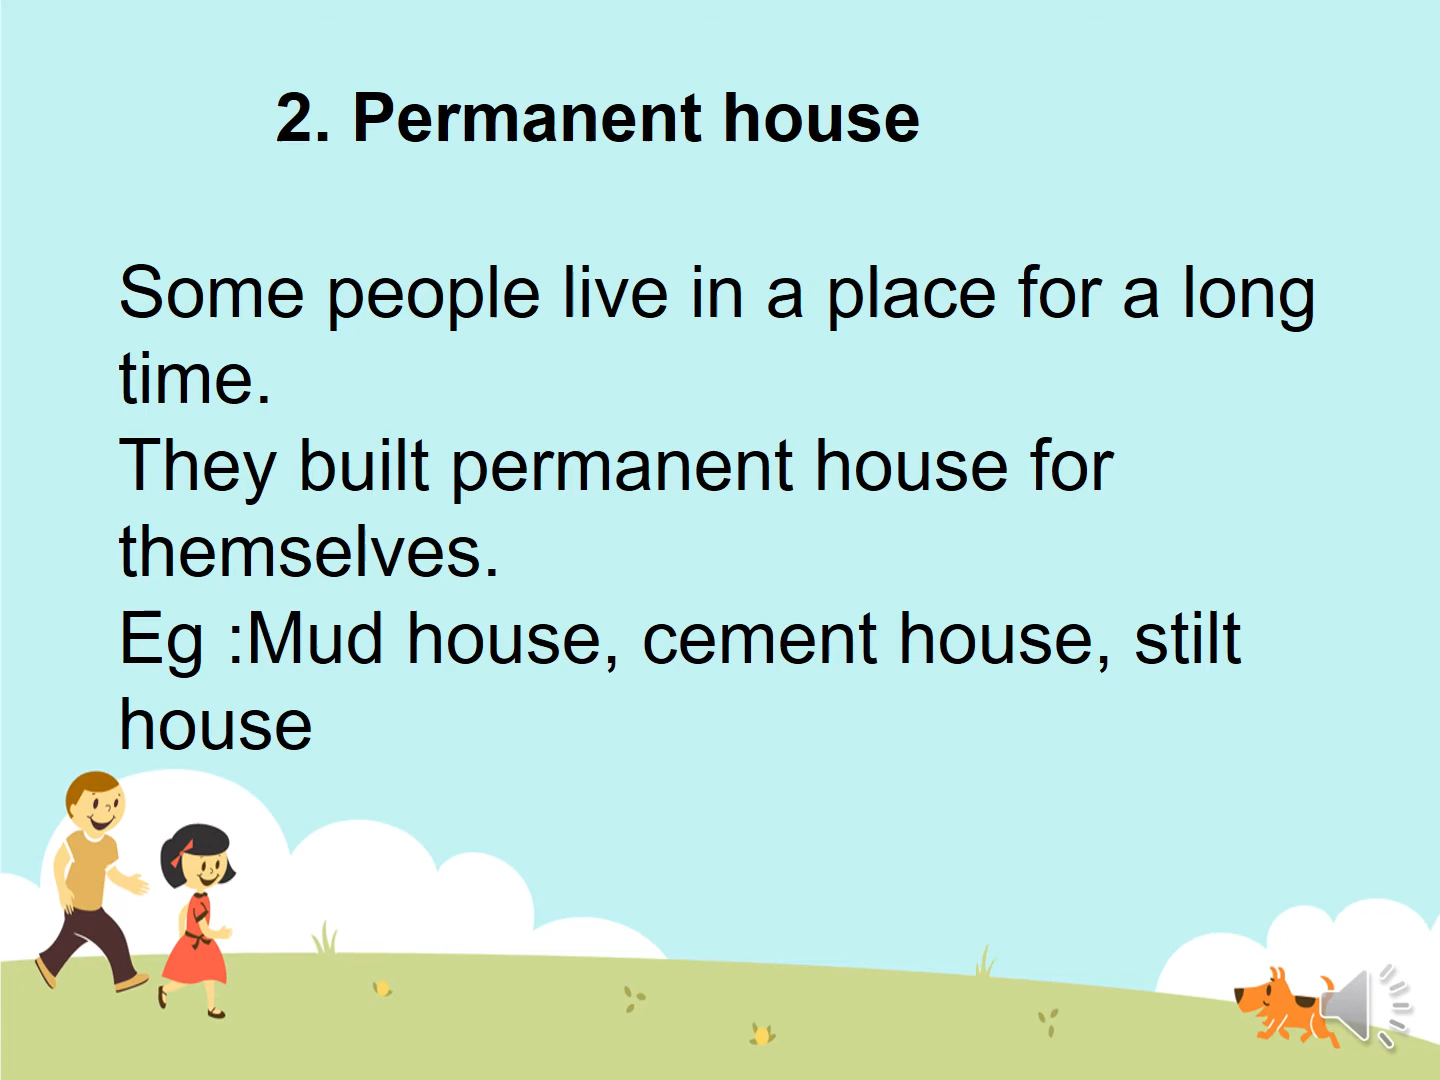 2. Permanent house
Some people live in a place for a long
time.
They built permanent house for
themselves.
Eg :Mud house, cement house, stilt
house